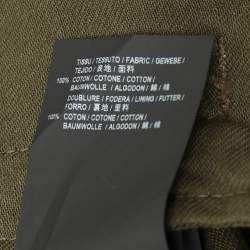 TISSU / TESSUTO / FABRIC / GEWEBE /
TEJIDO / 表地 / 面料
100% COTON / COTONE / COTTON /
BAUMWOLLE / ALGODON / 綿 / 棉
DOUBLURE / FODERA / LINING / FUTTER /
FORRO / 裏地 / 里料
100% COTON / COTONE / COTTON /
BAUMWOLLE / ALGODON / 綿 / 棉